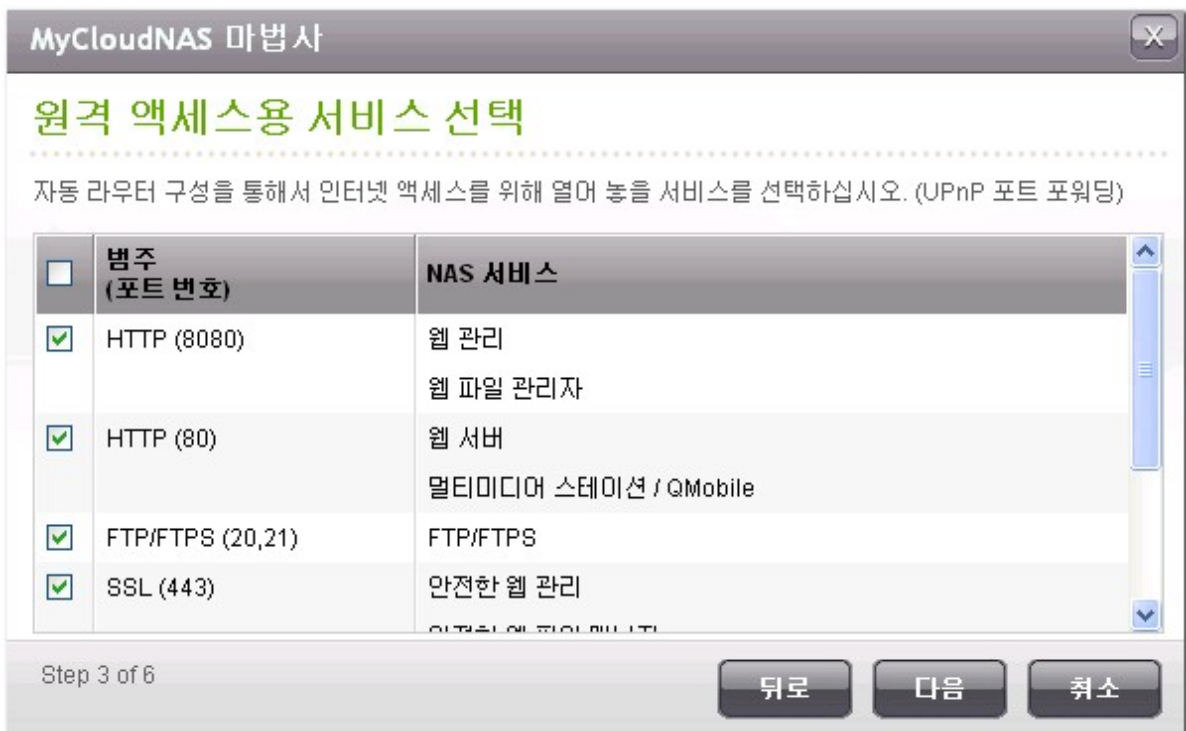 MyCloudNAS 마법사
원격 액세스용 서비스 선택
자동 라우터 구성을 통해서 인터넷 액세스를 위해 열어 놓을 서비스를 선택하십시오. (UPnP 포트 포워딩)
범주
(포트 번호)
NAS 서비스
HTTP (8080)
웹 관리
웹 파일 관리자
HTTP (80)
웹 서버
멀티미디어 스테이션 / QMobile
FTP/FTPS (20,21)
FTP/FTPS
SSL (443)
안전한 웹 관리
Step 3 of 6
뒤로
다음
취소